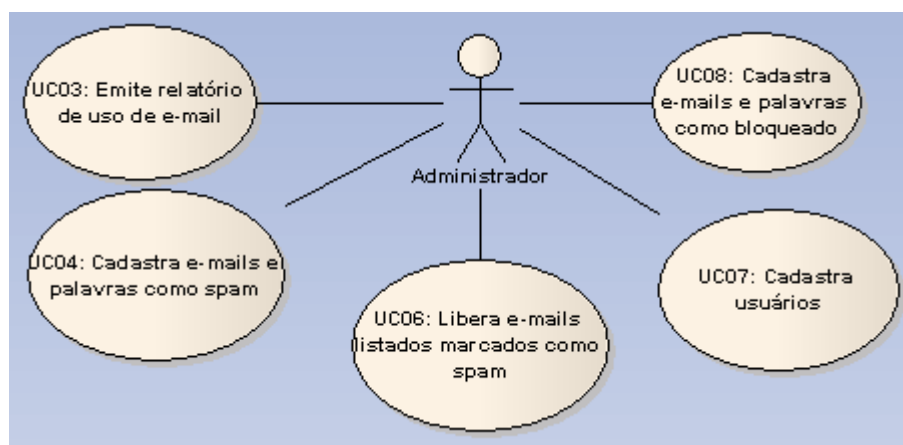 UC03: Emite relatório
de uso de e-mail
UC08: Cadastra
e-mails e palavras
como bloqueado
Administrador
UC04: Cadastra e-mails e
palavras como spam
UC06: Libera e-mails
listados marcados como
spam
UC07: Cadastra
usuários